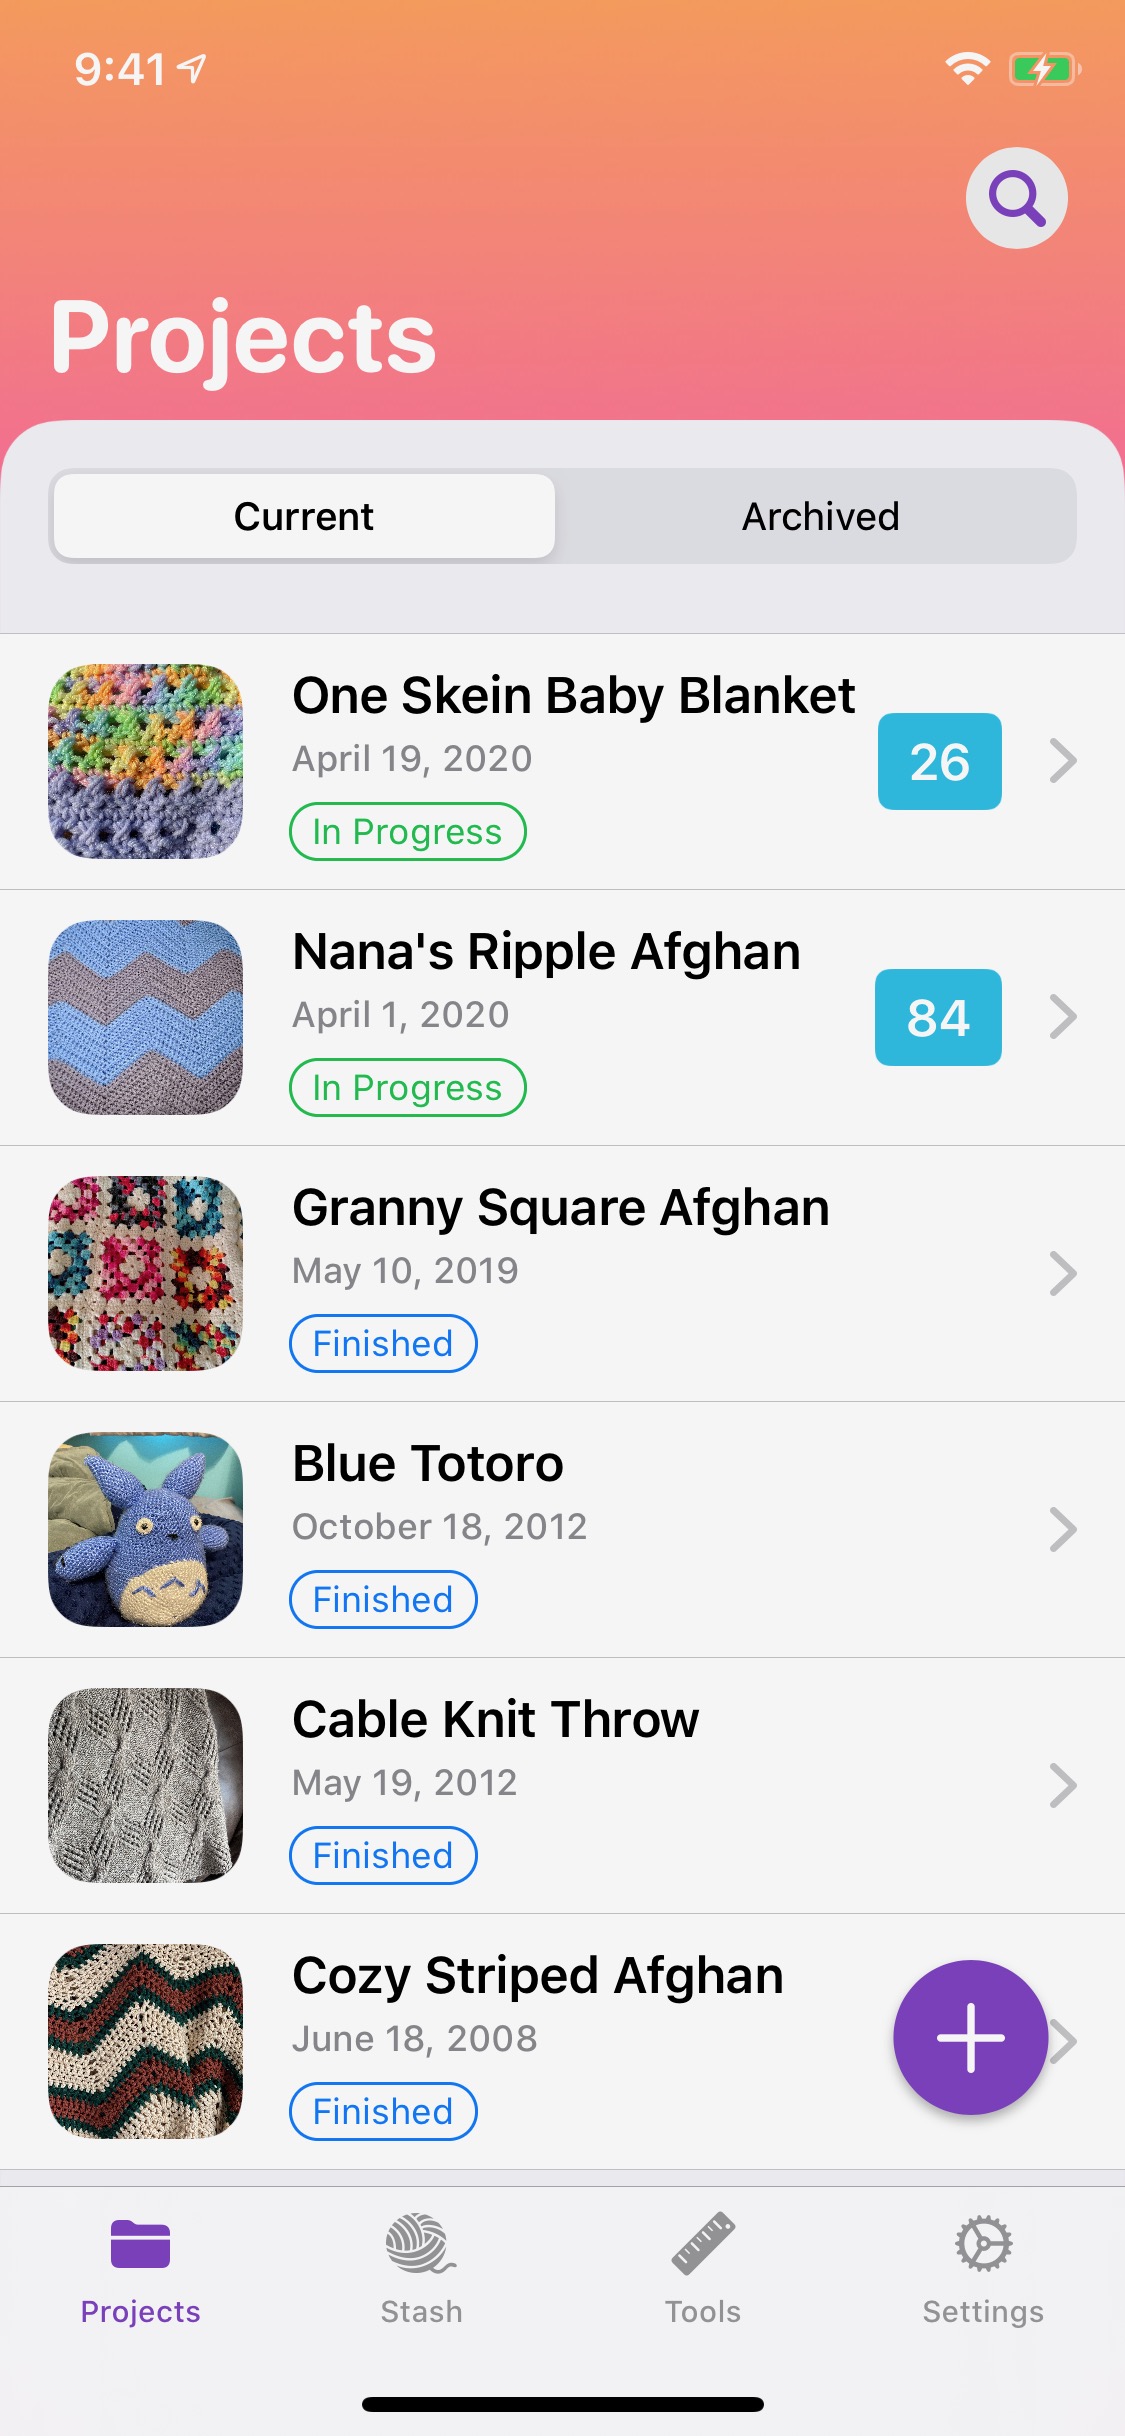 9:41
Projects
Current
Archived
One Skein Baby Blanket
April 19, 2020
In Progress
26
Nana's Ripple Afghan
April 1, 2020
In Progress
84
Granny Square Afghan
May 10, 2019
Finished
Blue Totoro
October 18, 2012
Finished
Cable Knit Throw
May 19, 2012
Finished
Cozy Striped Afghan
June 18, 2008
Finished
Projects
Stash
Tools
Settings